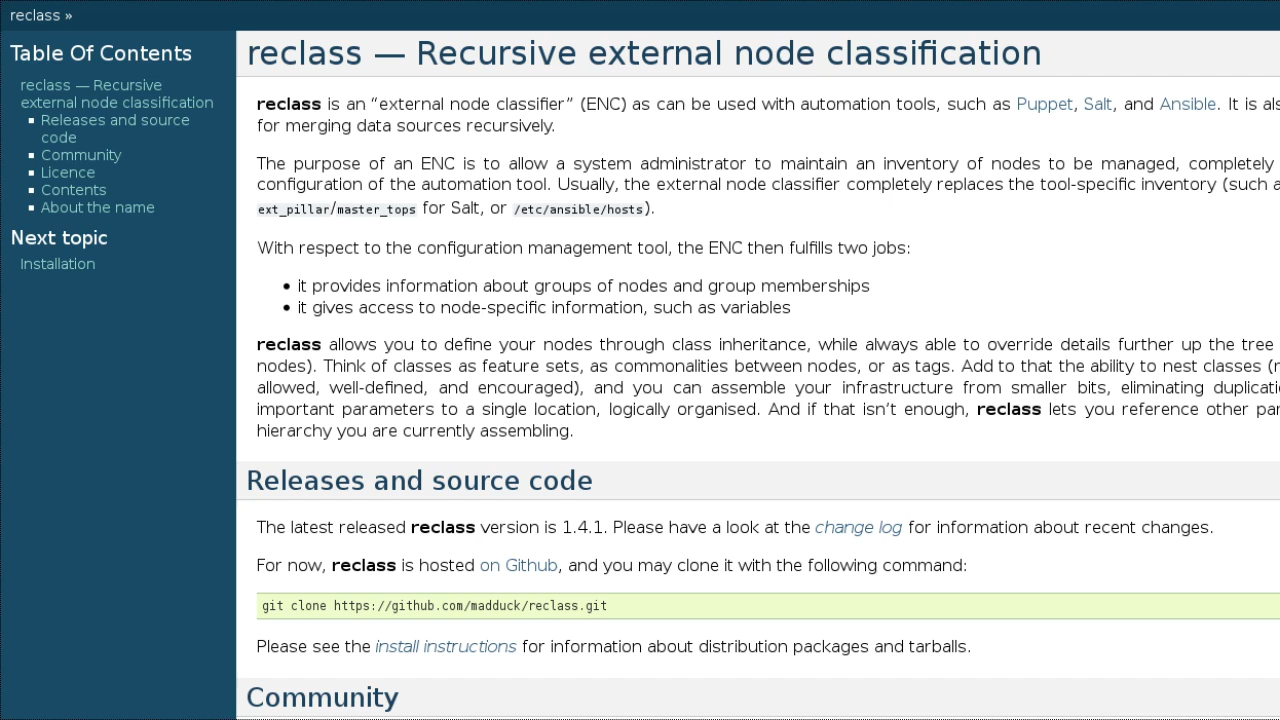 reclass »
Table Of Contents
reclass — Recursive
external node classification
Releases and source
code
Community
Licence
Contents
About the name
Next topic
Installation
reclass — Recursive external node classification
reclass is an “external node classifier” (ENC) as can be used with automation tools, such as Puppet, Salt, and Ansible. It is
for merging data sources recursively.
The purpose of an ENC is to allow a system administrator to maintain an inventory of nodes to be managed, completely
configuration of the automation tool. Usually, the external node classifier completely replaces the tool-specific inventory (such
ext_pillar/master_tops for Salt, or /etc/ansible/hosts).
With respect to the configuration management tool, the ENC then fulfills two jobs:
• it provides information about groups of nodes and group memberships
• it gives access to node-specific information, such as variables
reclass allows you to define your nodes through class inheritance, while always able to override details further up the tree
nodes). Think of classes as feature sets, as commonalities between nodes, or as tags. Add to that the ability to nest classes
allowed, well-defined, and encouraged), and you can assemble your infrastructure from smaller bits, eliminating
important parameters to a single location, logically organised. And if that isn’t enough, reclass lets you reference other
hierarchy you are currently assembling.
Releases and source code
The latest released reclass version is 1.4.1. Please have a look at the change log for information about recent changes.
For now, reclass is hosted on Github, and you may clone it with the following command:
git clone https://github.com/madduck/reclass.git
Please see the install instructions for information about distribution packages and tarballs.
Community